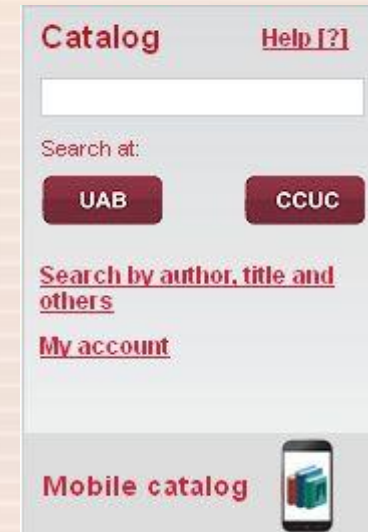 Catalog Help [?]
Search at:
UAB CCUC
Search by author, title and
others
My account
Mobile catalog